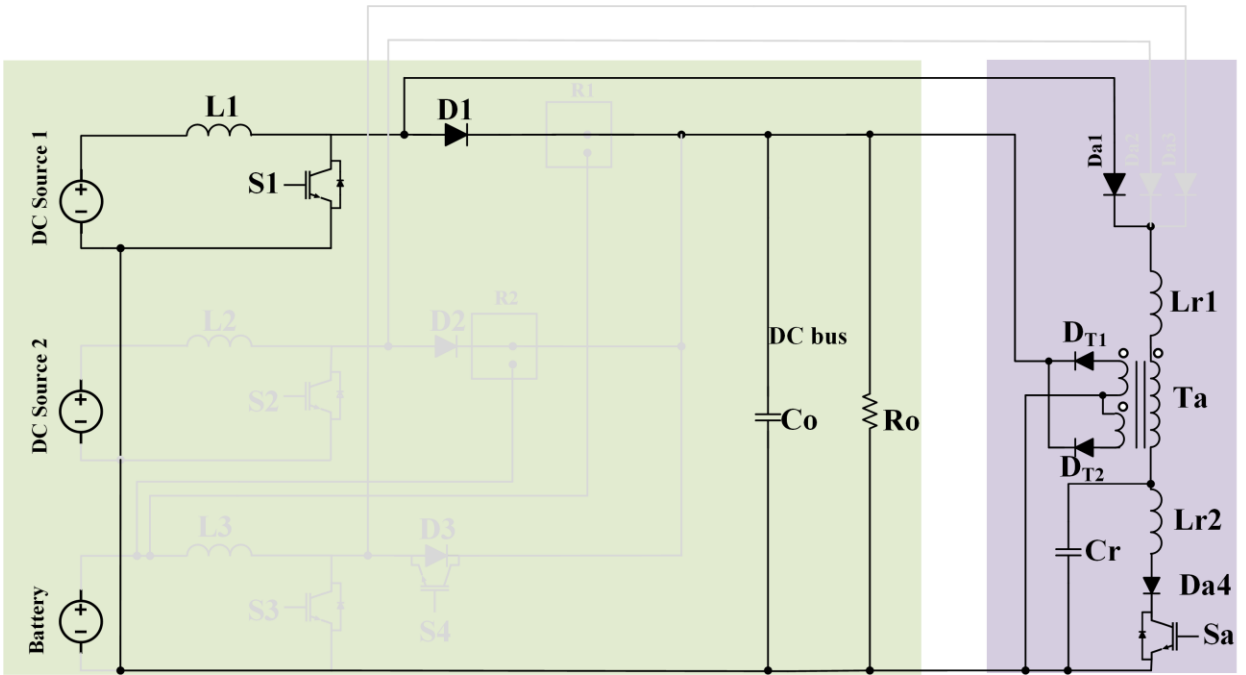 R1
L1
D1
DC Source 1
S1
Da1
Da2
Da3
Lr1
R2
L2
D2
DC bus
DT1
DC Source 2
S2
Co
Ro
Ta
DT2
L3
D3
Lr2
Cr
Battery
S3
S4
Da4
Sa